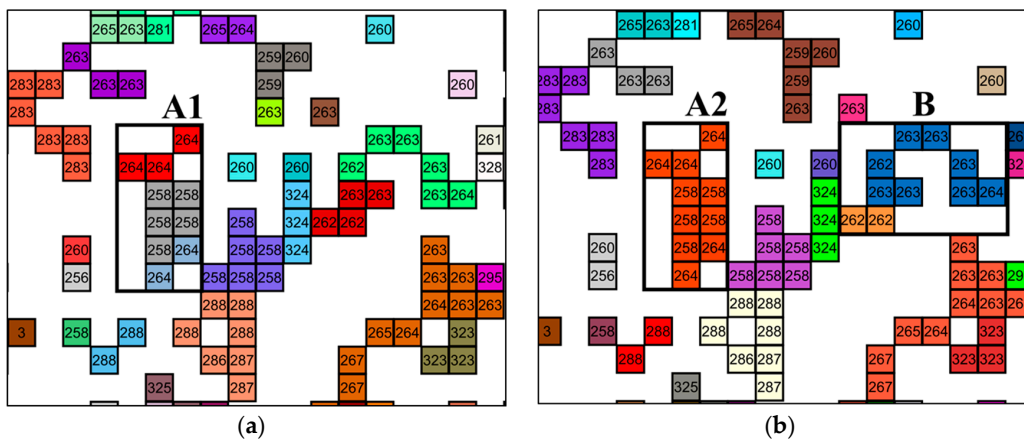 265 263 281 265 264 260
263 259 260
283 283 263 263 259 260
A1
283 263 263
283 283 264 263 263 261
283 264 264 260 260 262 263 328
258 258 324 263 263 263 264
258 258 258 324 262 262
260 258 264 258 258 324 263
256 264 258 258 258 263 263 295
288 288 264 263 263
3 258 288 288 288 265 264 323
288 286 287 267 323 323
325 287 267
(a)
265 263 281 265 264 260
263 259 260
283 283 263 263 259 260
A2 B
283 263 263
283 283 264 263 263
283 264 264 260 260 262 263
258 258 324 263 263 263 264
258 258 258 324 262 262
260 258 264 258 258 324 263
256 264 258 258 258 263 263
288 288 264 263
3 258 288 288 288 265 264 323
288 286 287 267 323 323
325 287 267
(b)